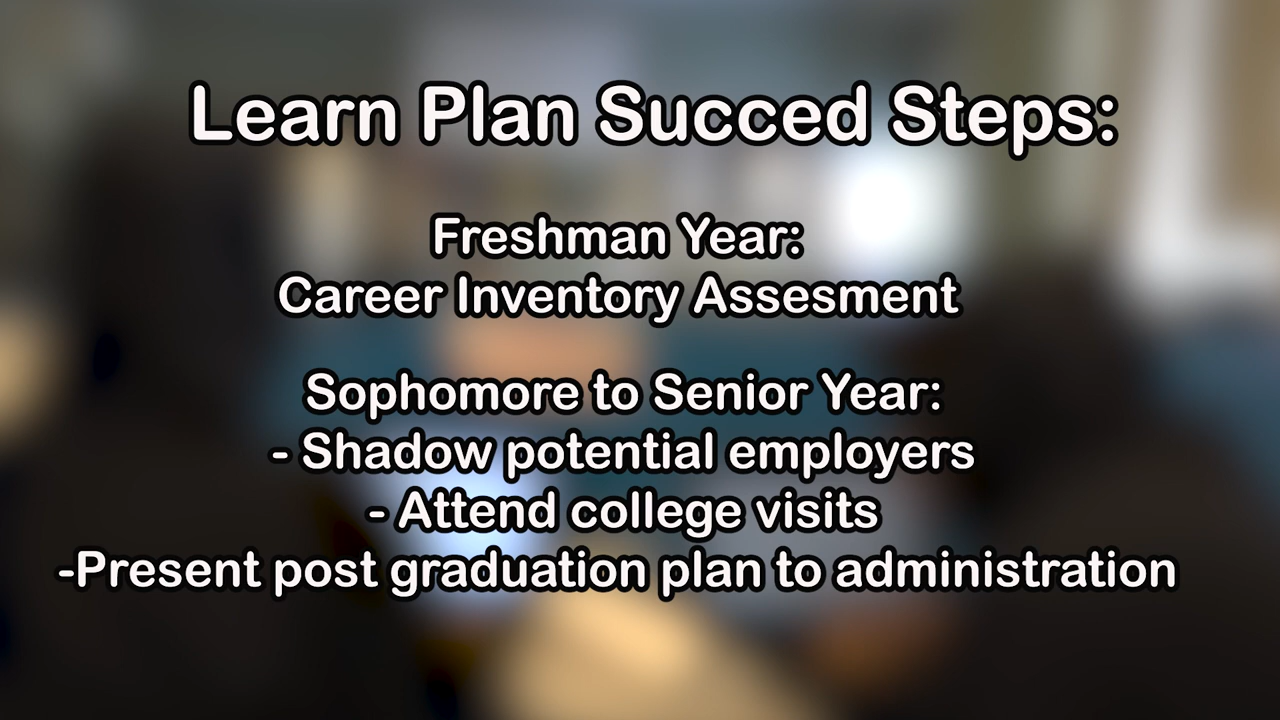 Learn Plan Succed Steps:
Freshman Year:
Career Inventory Assesment
Sophomore to Senior Year:
- Shadow potential employers
- Attend college visits
-Present post graduation plan to administration